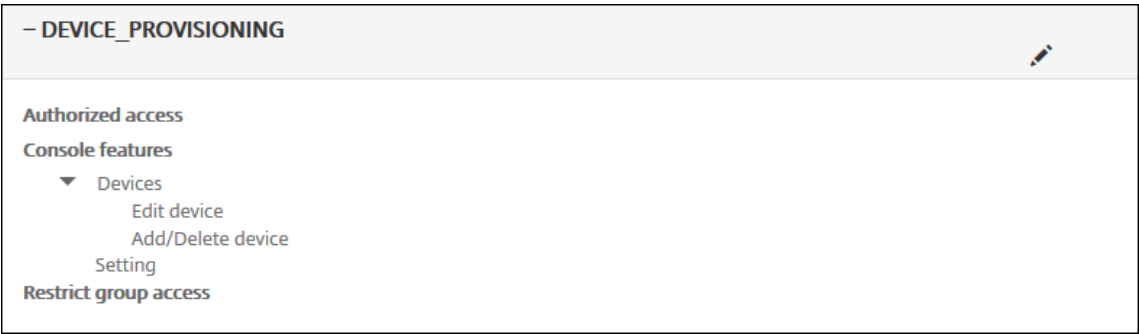 – DEVICE_PROVISIONING
Authorized access
Console features
Devices
Edit device
Add/Delete device
Setting
Restrict group access